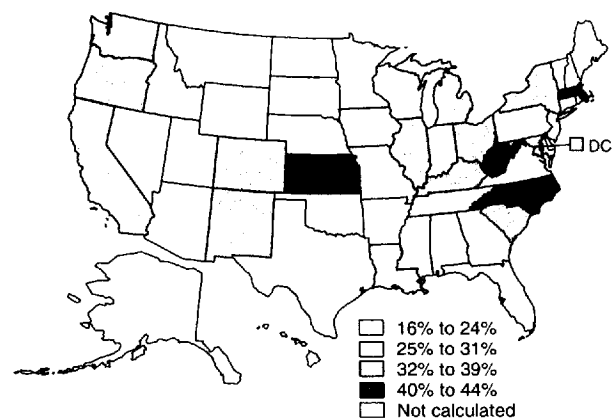 DC
16% to 24%
25% to 31%
32% to 39%
40% to 44%
Not calculated